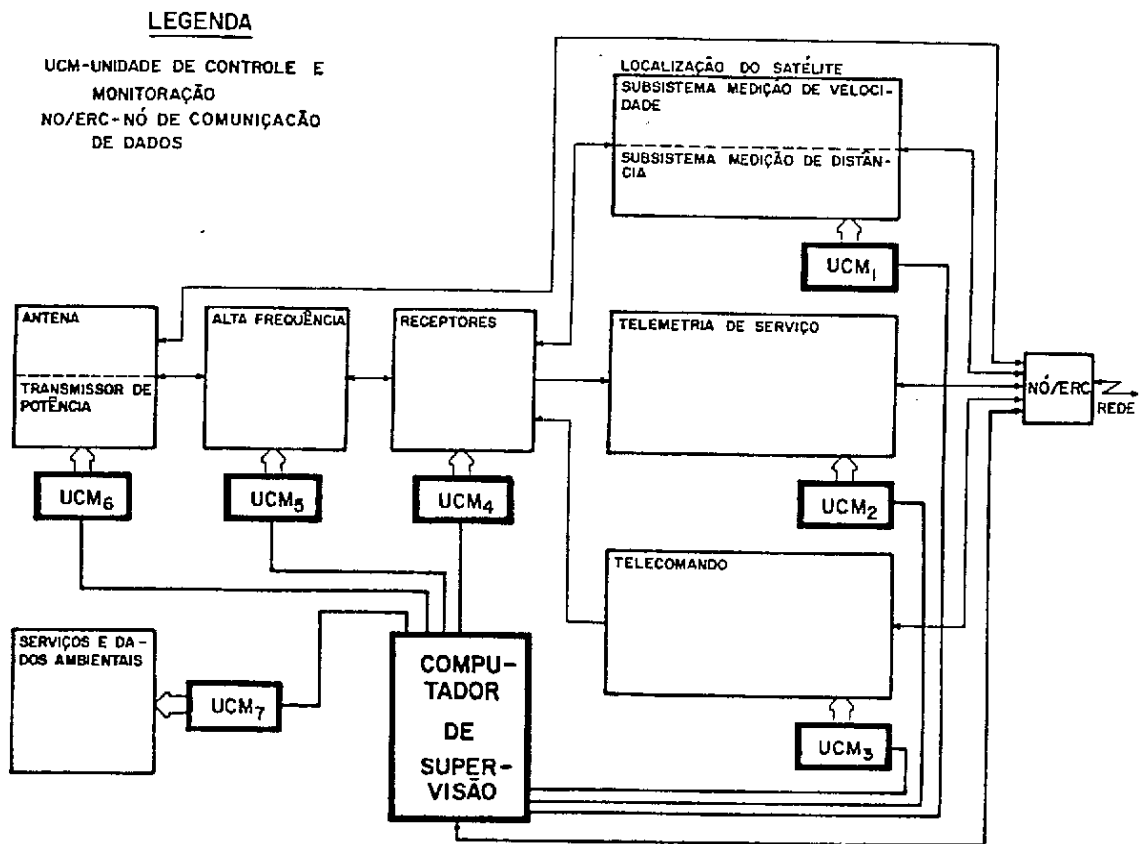 LEGENDA
UCM-UNIDADE DE CONTROLE E
MONITORAÇÃO
NO/ERC-NÓ DE COMUNIÇACÃO
DE DADOS
LOCALIZAÇÃO DO SATÉLITE
SUBSISTEMA MEDIÇÃO DE VELOCI-
DADE
SUBSISTEMA MEDIÇÃO DE DISTÂN-
CIA
UCM1
ANTENA
TRANSMISSOR DE
POTÊNCIA
ALTA FREQUÊNCIA
RECEPTORES
TELEMETRIA DE SERVIÇO
NÓ/ERC
REDE
UCM6
UCM5
UCM4
UCM2
TELECOMANDO
SERVIÇOS E DA-
DOS AMBIENTAIS
UCM7
COMPU-
TADOR
DE
SUPER-
VISÃO
UCM3